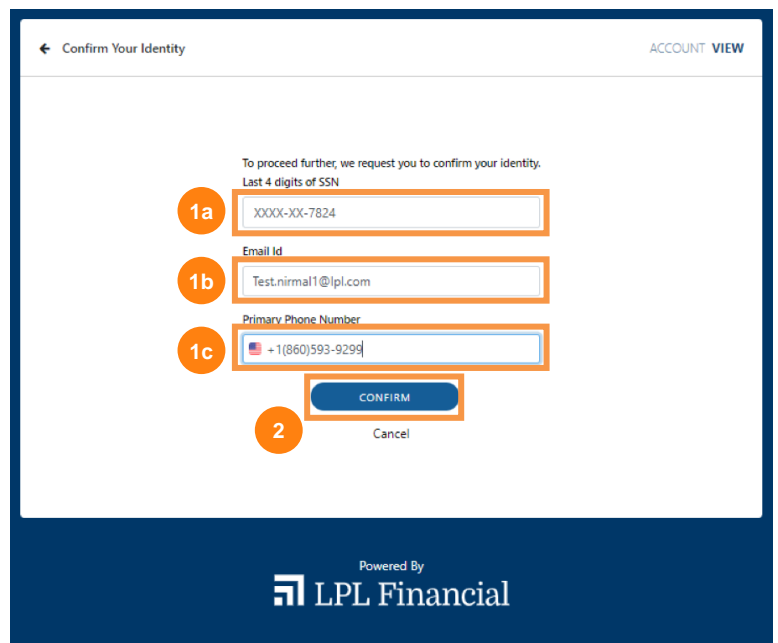 Confirm Your Identity
ACCOUNT VIEW
To proceed further, we request you to confirm your identity.
Last 4 digits of SSN
1a
XXXX-XX-7824
Email Id
1b
Test.nirmal1@lpl.com
Primary Phone Number
1c
+1(860)593-9299
CONFIRM
2
Cancel
Powered By
LPL Financial